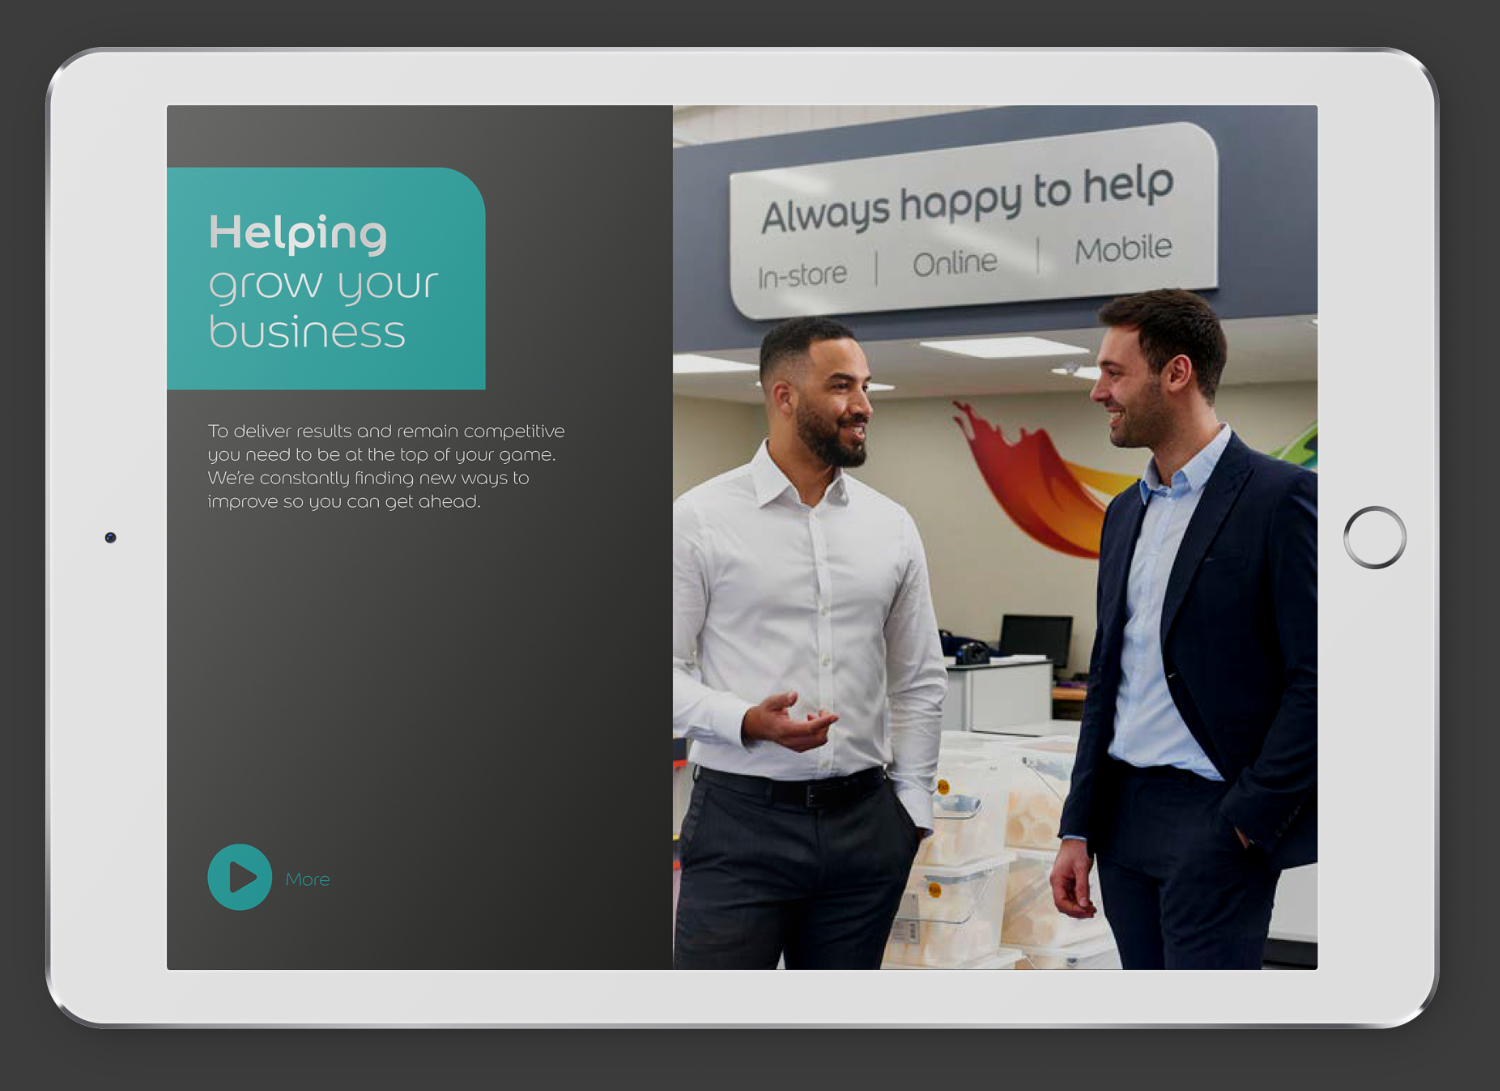 Helping
grow your
business
To deliver results and remain competitive
you need to be at the top of your game.
We're constantly finding new ways to
improve so you can get ahead.
More
Always happy to help
In-store | Online | Mobile